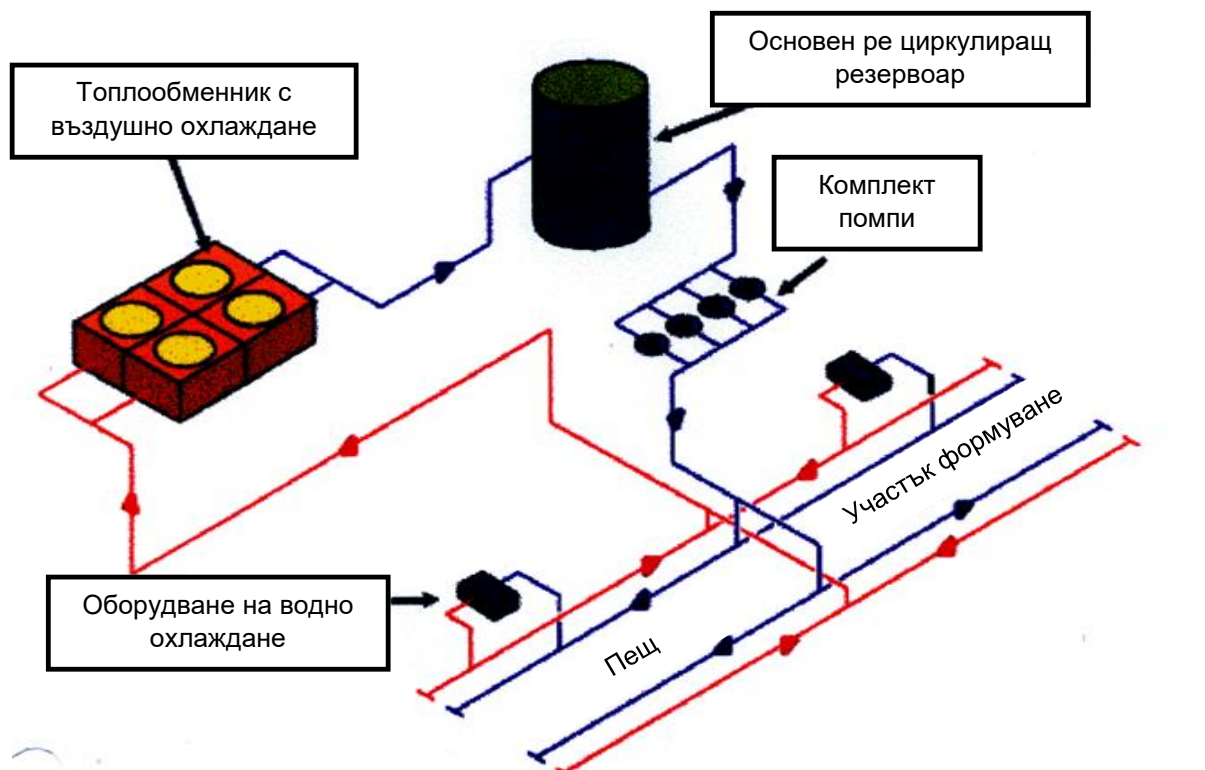 Основен ре циркулиращ
резервоар
Топлообменник с
въздушно охлаждане
Комплект
помпи
Участък формуване
Оборудване на водно
охлаждане
Пещ